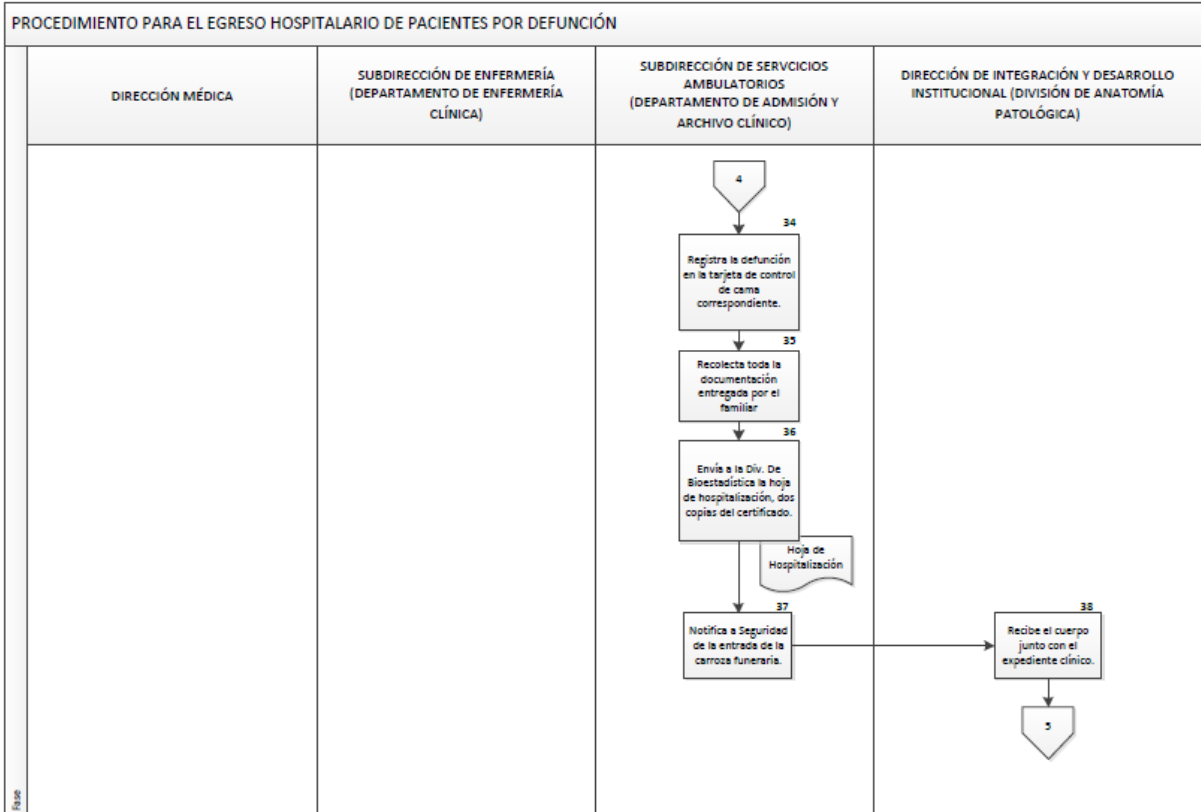 PROCEDIMIENTO PARA EL EGRESO HOSPITALARIO DE PACIENTES POR DEFUNCIÓN
DIRECCIÓN MÉDICA
SUBDIRECCIÓN DE ENFERMERÍA
(DEPARTAMENTO DE ENFERMERÍA
CLÍNICA)
SUBDIRECCIÓN DE SERVCICIOS
AMBULATORIOS
(DEPARTAMENTO DE ADMISIÓN Y
ARCHIVO CLÍNICO)
DIRECCIÓN DE INTEGRACIÓN Y DESARROLLO
INSTITUCIONAL (DIVISIÓN DE ANATOMÍA
PATOLÓGICA)
4
34
Registra la defunción
en la tarjeta de control
de cama
correspondiente.
35
Recolecta toda la
documentación
entregada por el
familiar
36
Envía a la Div. De
Bioestadística la hoja
de hospitalización, dos
copias del certificado.
Hoja de
Hospitalización
37
Notifica a Seguridad
de la entrada de la
carroza funeraria.
38
Recibe el cuerpo
junto con el
expediente clínico.
5
Fase